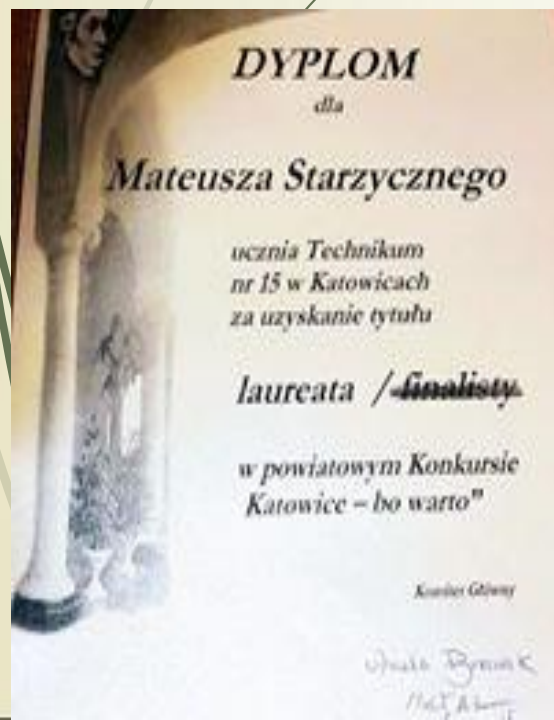 DYPLOM
dla
Mateusza Starzycznego
ucznia Technikum
nr 15 w Katowicach
za uzyskanie tytułu
laureata / finalisty
w powiatowym Konkursie
Katowice – bo warto"
Komitet Główny